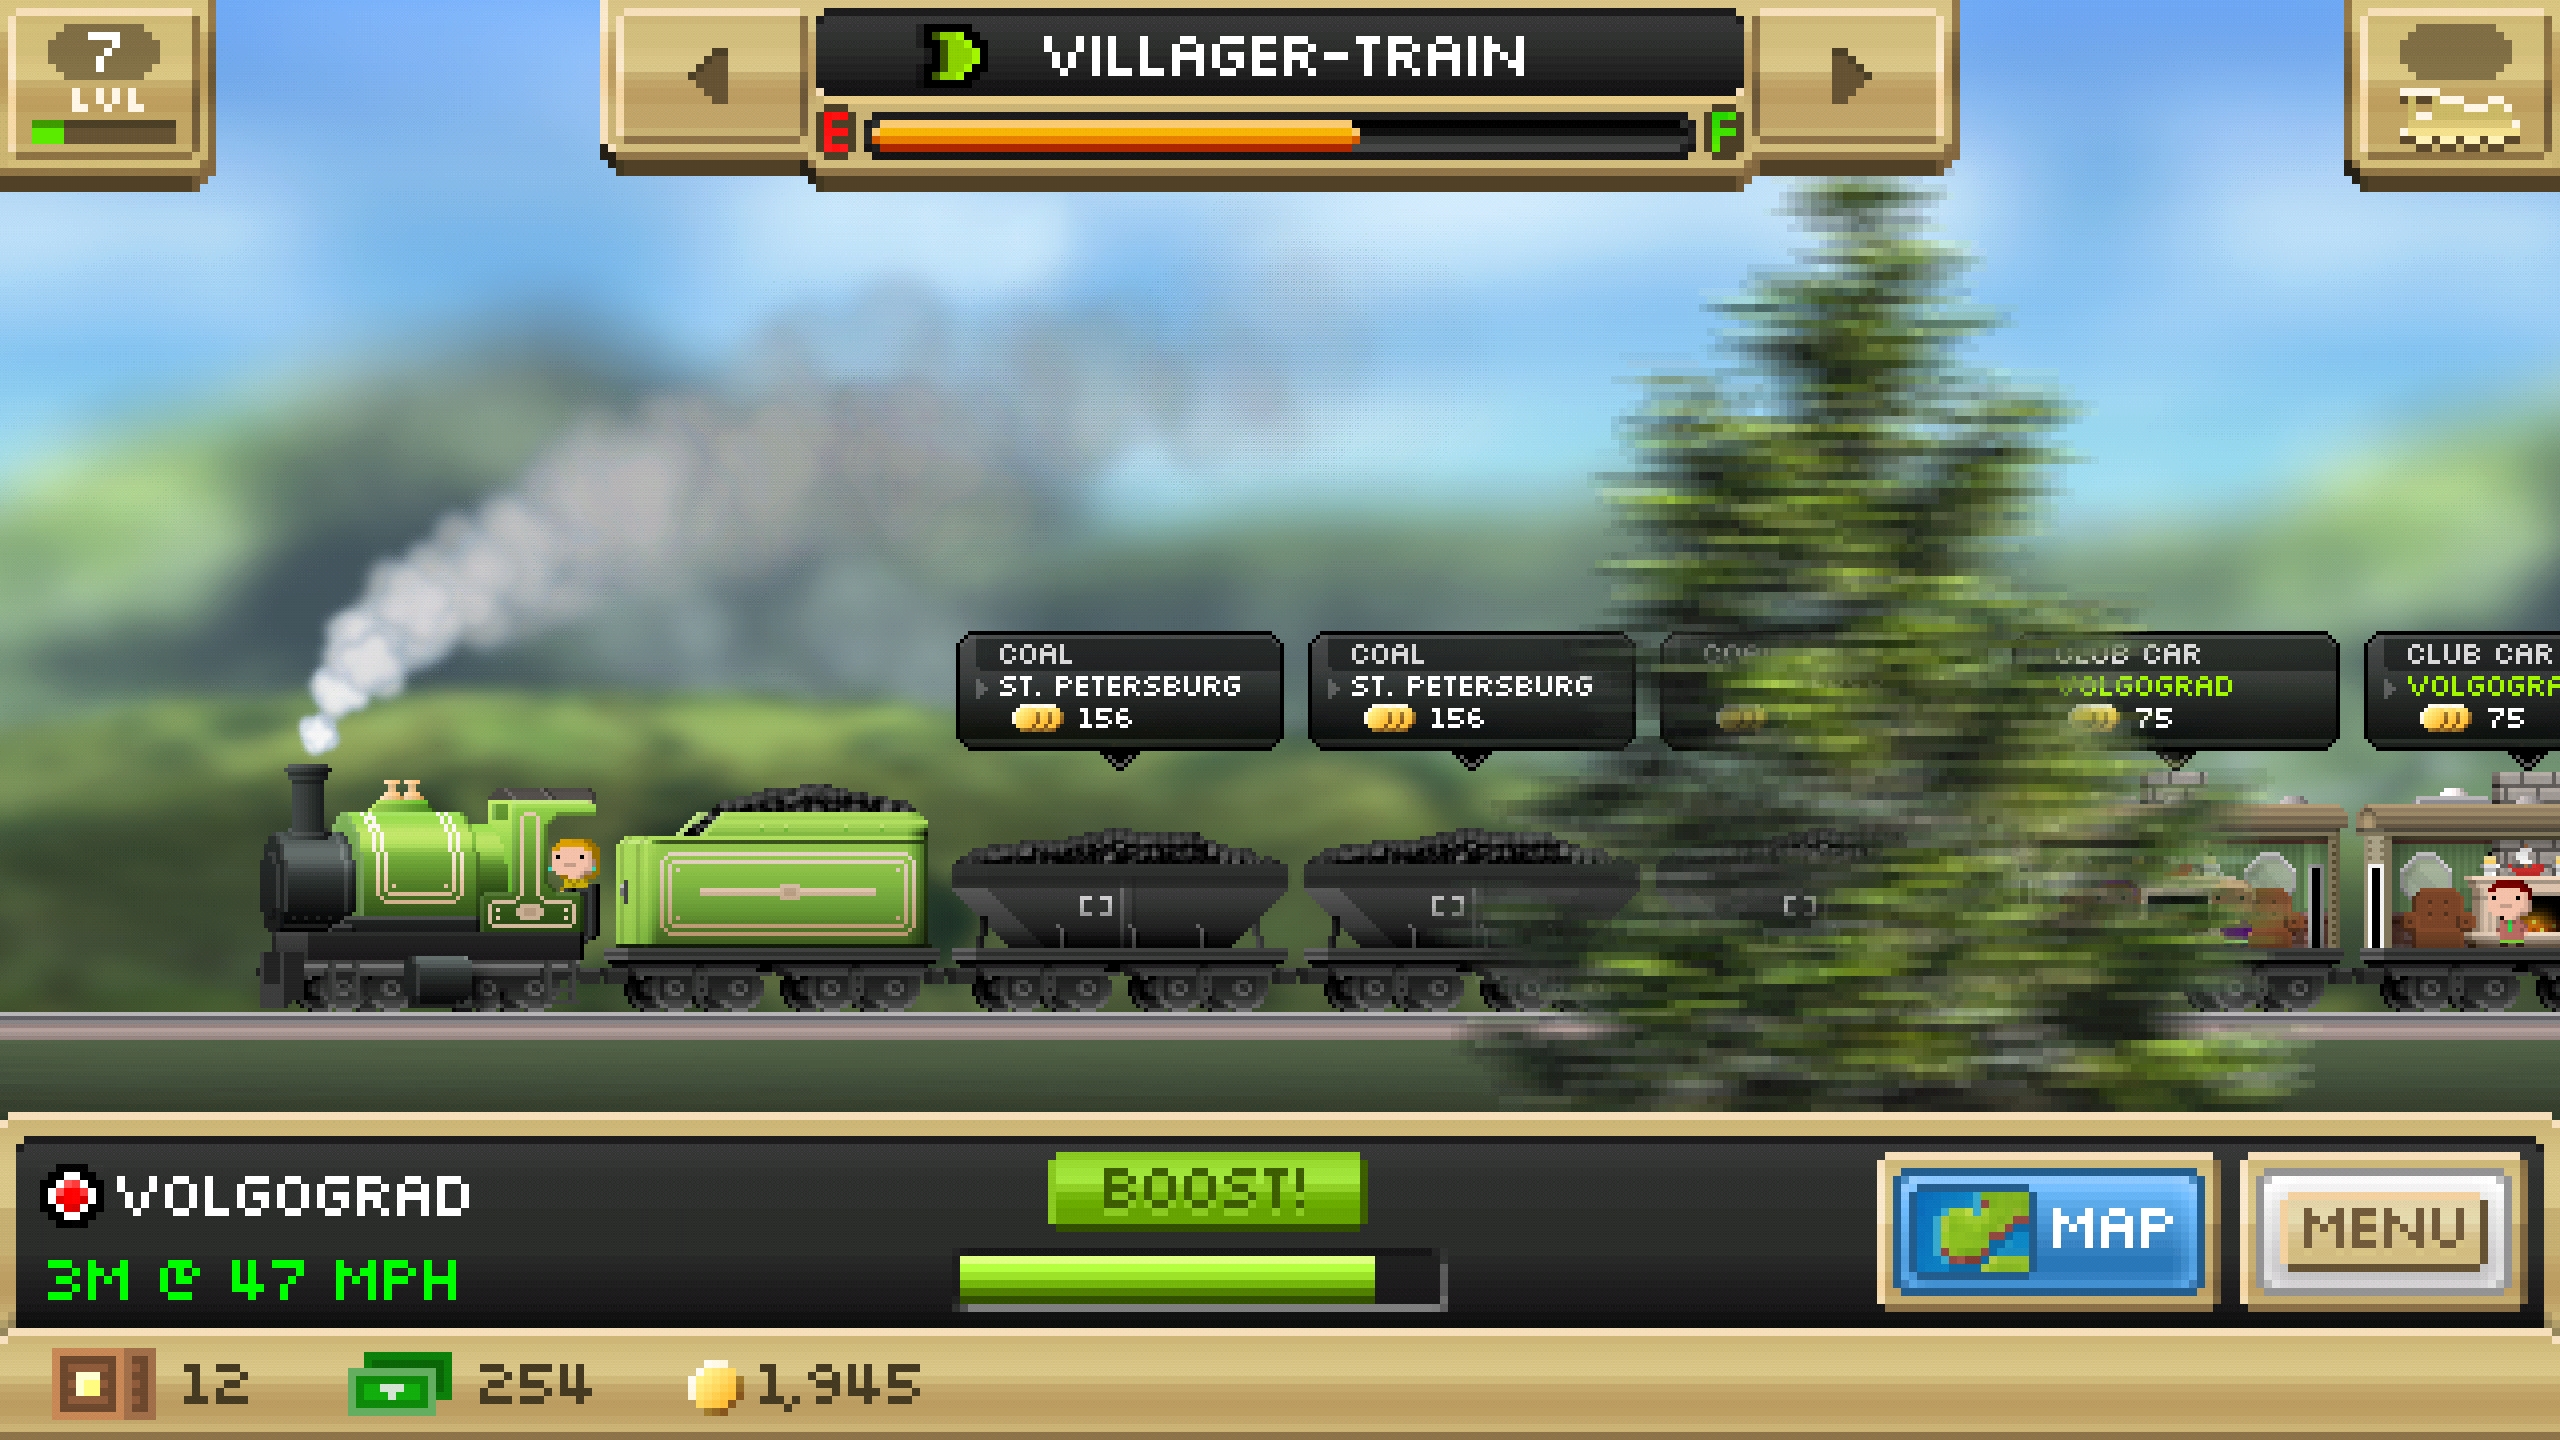 7
LVL
VILLAGER-TRAIN
E
F
COAL
ST. PETERSBURG
156
COAL
ST. PETERSBURG
156
CLUB CAR
VOLGOGRAD
75
CLUB CAR
75
VOLGOGRAD
3M @ 47 MPH
BOOST!
MAP
MENU
12
254
1,945